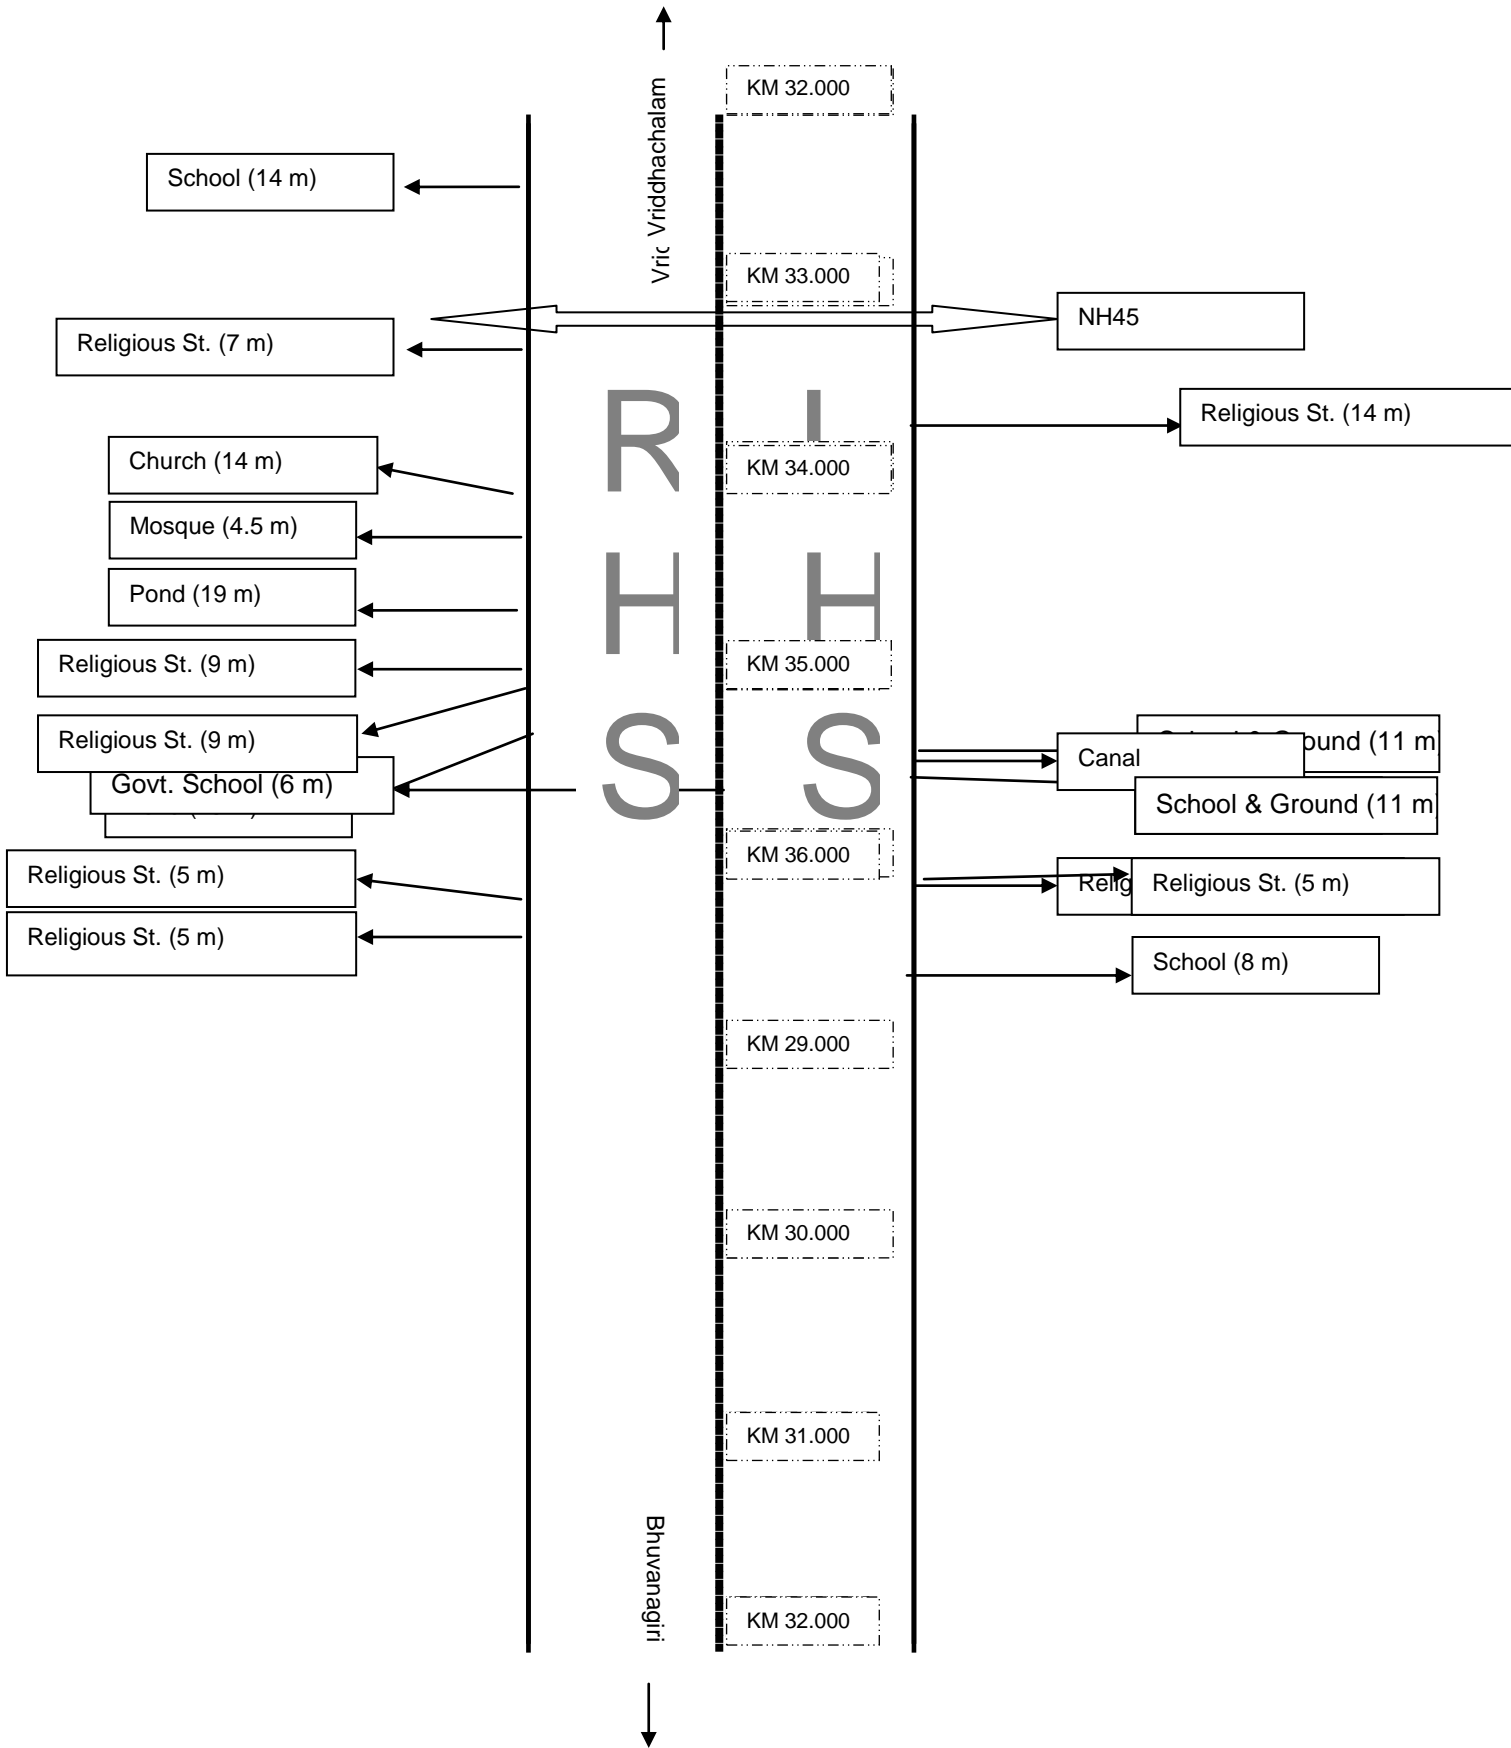 KM 32.000
Vriddhachalam
School (14 m)
KM 33.000
NH45
Religious St. (7 m)
Religious St. (14 m)
R
Church (14 m)
KM 34.000
Mosque (4.5 m)
Pond (19 m)
H H
Religious St. (9 m)
KM 35.000
Religious St. (9 m)
S S
ound (11 m
Canal
Govt. School (6 m)
School & Ground (11 m
KM 36.000
Religious St. (5 m)
Relig
Religious St. (5 m)
Religious St. (5 m)
School (8 m)
KM 29.000
KM 30.000
KM 31.000
Bhuvanagiri
KM 32.000